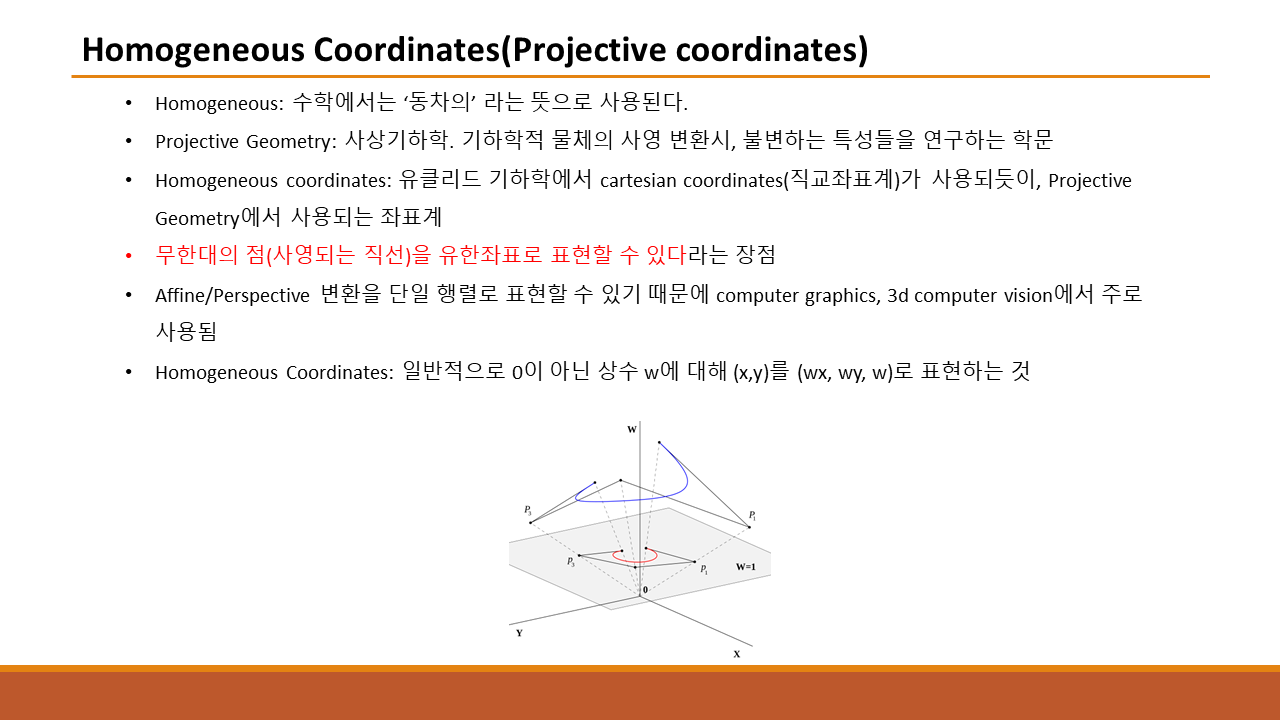 Homogeneous Coordinates(Projective coordinates)
• Homogeneous: 수학에서는 ‘동차의’ 라는 뜻으로 사용된다.
• Projective Geometry: 사상기하학. 기하학적 물체의 사영 변환시, 불변하는 특성들을 연구하는 학문
• Homogeneous coordinates: 유클리드 기하학에서 cartesian coordinates(직교좌표계)가 사용되듯이, Projective
Geometry에서 사용되는 좌표계
• 무한대의 점(사영되는 직선)을 유한좌표로 표현할 수 있다라는 장점
• Affine/Perspective 변환을 단일 행렬로 표현할 수 있기 때문에 computer graphics, 3d computer vision에서 주로
사용됨
• Homogeneous Coordinates: 일반적으로 0이 아닌 상수 w에 대해 (x,y)를 (wx, wy, w)로 표현하는 것
W
P3
P1
p3
p1
W=1
0
Y
X